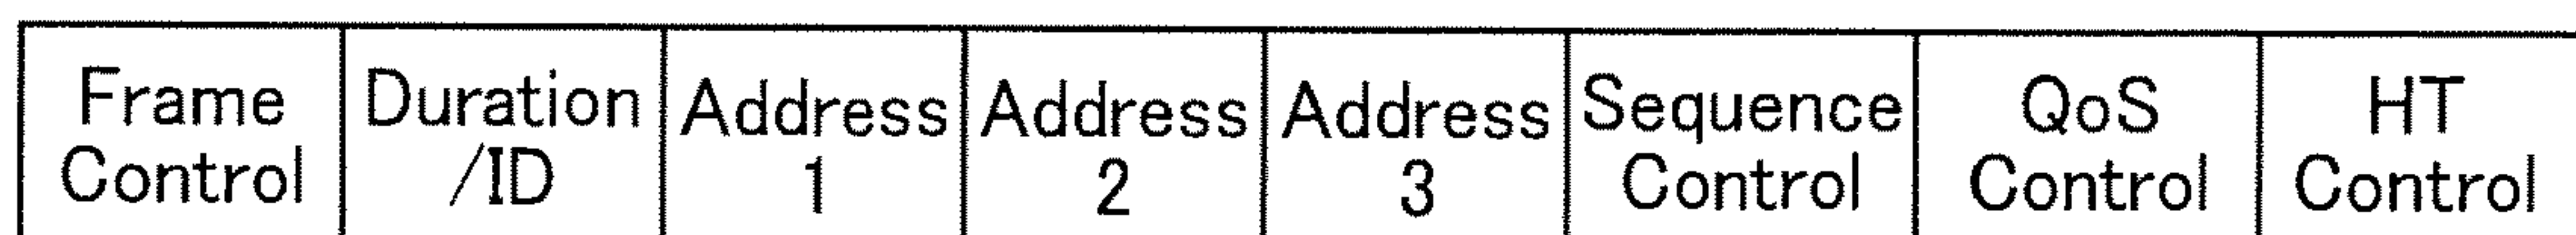 Frame
Control
Duration
/ID
Address
1
Address
2
Address
3
Sequence
Control
QoS
Control
HT
Control